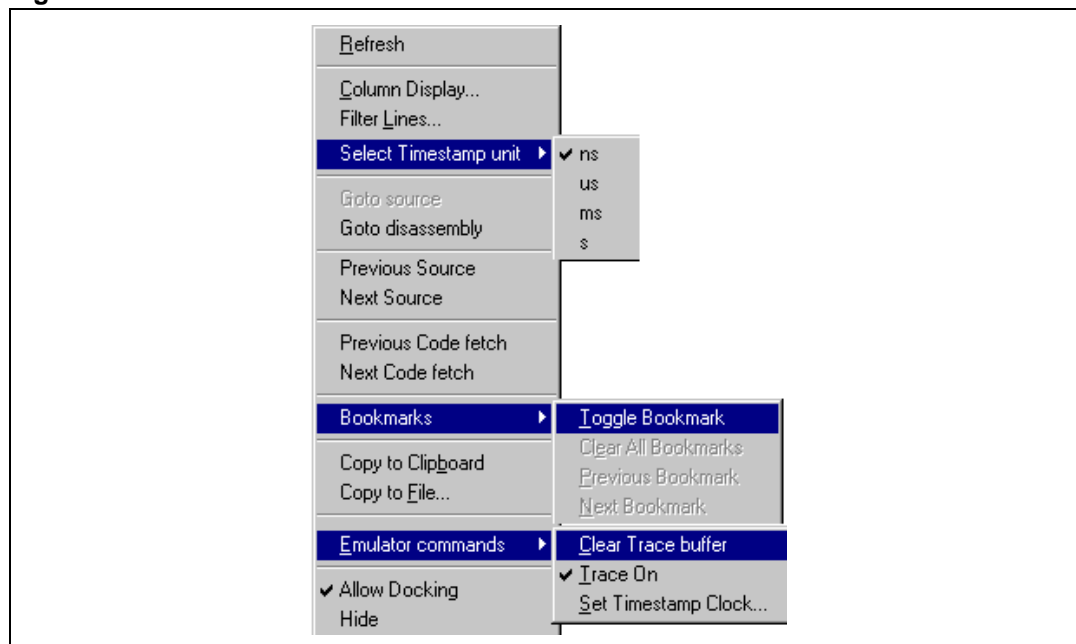 Refresh
Column Display...
Filter Lines...
Select Timestamp unit
ns
us
ms
s
Goto source
Goto disassembly
Previous Source
Next Source
Previous Code fetch
Next Code fetch
Bookmarks
Toggle Bookmark
Clear All Bookmarks
Previous Bookmark
Next Bookmark
Copy to Clipboard
Copy to File...
Emulator commands
Clear Trace buffer
Trace On
Set Timestamp Clock...
Allow Docking
Hide